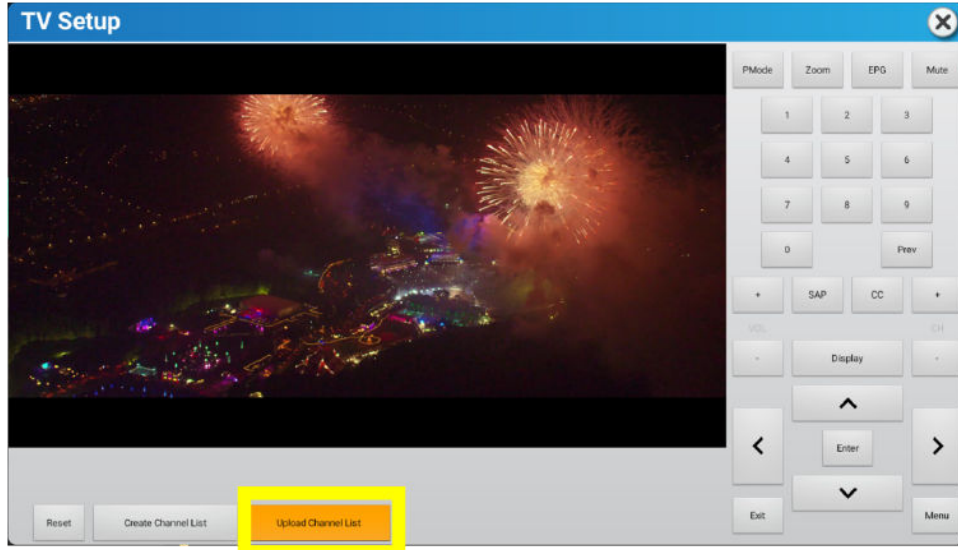 TV Setup
PMode Zoom EPG Mute
1 2 3
4 5 6
7 8 9
0 Prev
+ SAP CC +
VOL CH
- Display -
Enter
Exit Menu
Reset Create Channel List Upload Channel List